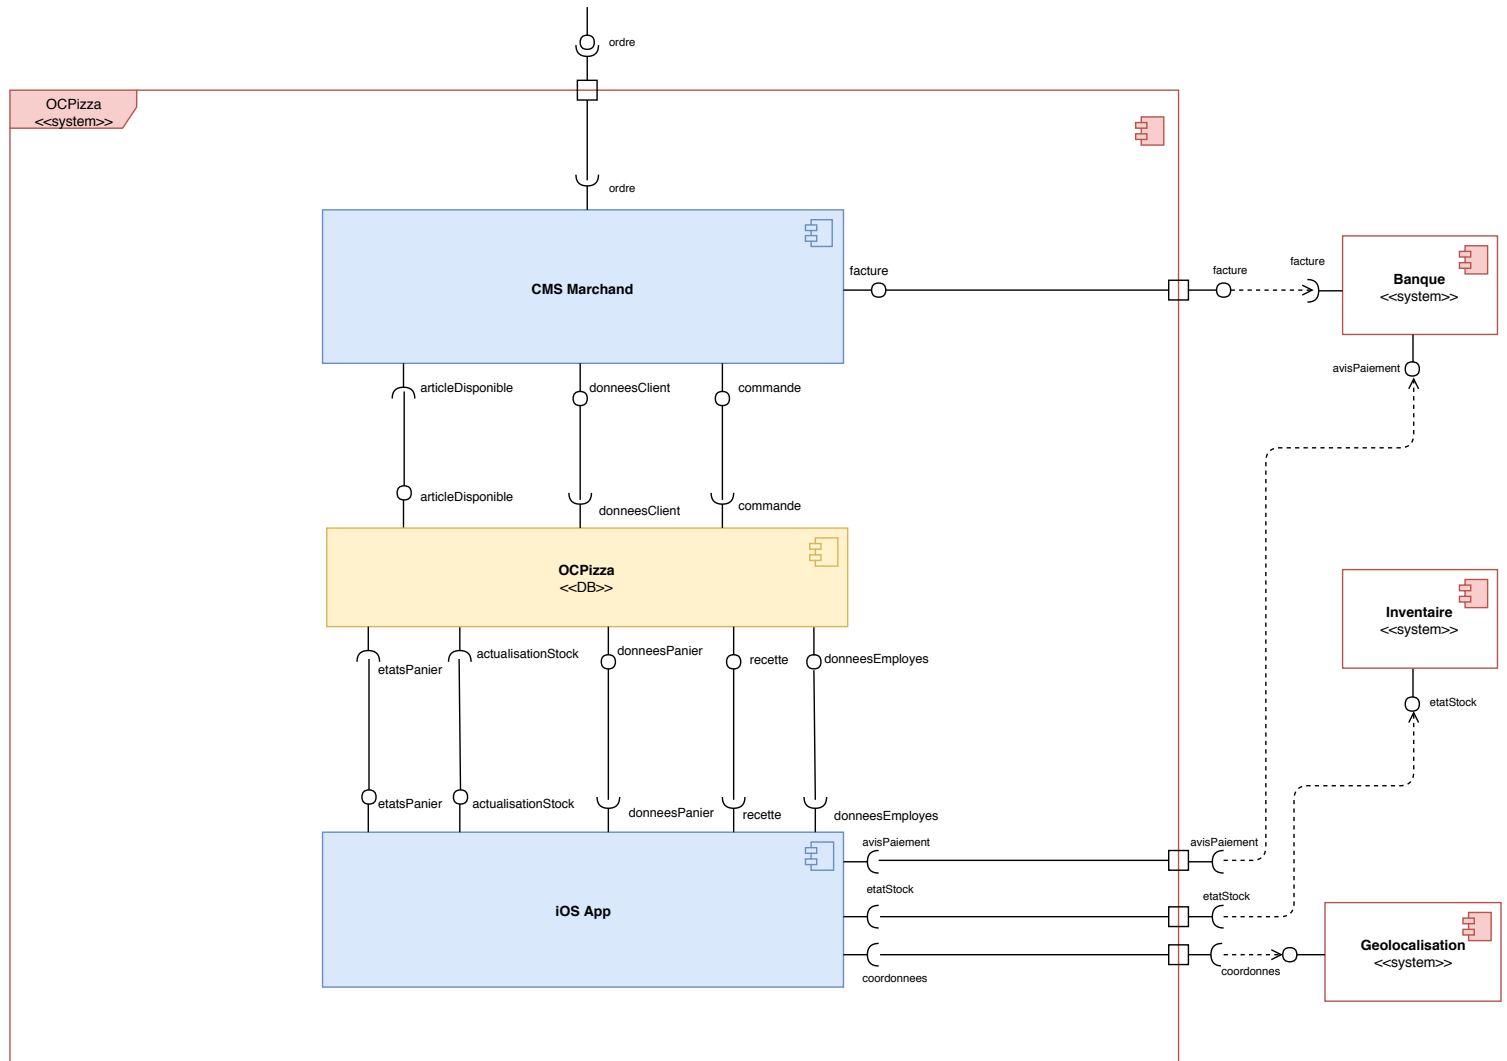 ordre
OCPizza
<<system>>
ordre
CMS Marchand
facture
facture
facture
Banque
<<system>>
avisPaiement
articleDisponible
donneesClient
commande
articleDisponible
donneesClient
commande
OCPizza
<<DB>>
Inventaire
<<system>>
etatStock
etatsPanier
actualisationStock
donneesPanier
recette
donneesEmployes
etatsPanier
actualisationStock
donneesPanier
recette
donneesEmployes
iOS App
avisPaiement
avisPaiement
etatStock
etatStock
coordonnees
coordonnes
Geolocalisation
<<system>>